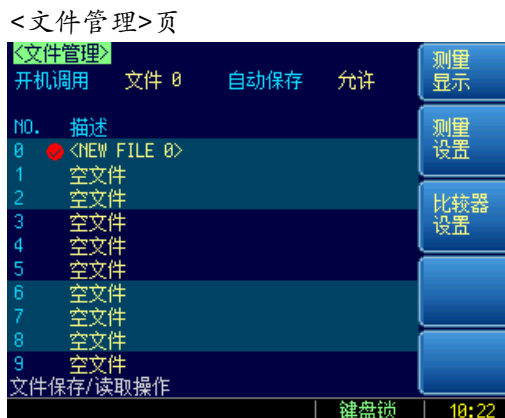 <文件管理>页
<文件管理>
开机调用 文件 0 自动保存 允许
NO. 描述
0 <NEW FILE 0>
1 空文件
2 空文件
3 空文件
4 空文件
5 空文件
6 空文件
7 空文件
8 空文件
9 空文件
文件保存/读取操作
测量
显示
测量
设置
比较器
设置
键盘锁 10:22